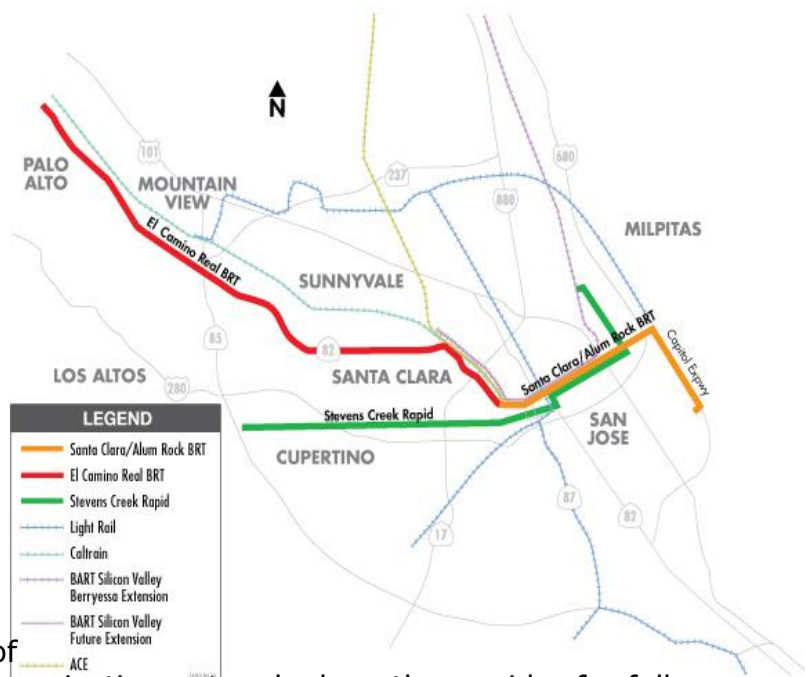 N
101
680
237
PALO
ALTO
MOUNTAIN
VIEW
880
MILPITAS
El Camino Real BRT
SUNNYVALE
85
82
Santa Clara/Alum Rock BRT
Capitol Expwy
LOS ALTOS
280
SANTA CLARA
Stevens Creek Rapid
SAN
JOSE
CUPERTINO
87
82
17
LEGEND
Santa Clara/Alum Rock BRT
El Camino Real BRT
Stevens Creek Rapid
Light Rail
Caltrain
BART Silicon Valley
Berryessa Extension
BART Silicon Valley
Future Extension
ACE
of